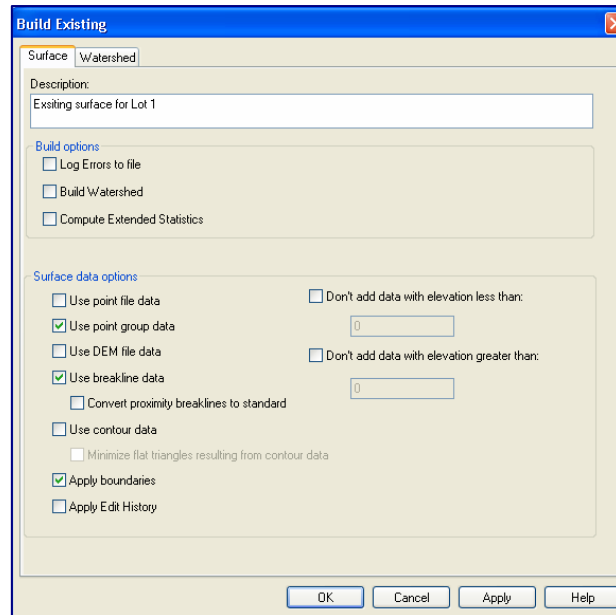 Build Existing
Surface
Watershed
Description:
Exsiting surface for Lot 1
Build options
Log Errors to file
Build Watershed
Compute Extended Statistics
Surface data options
Use point file data
Use point group data
Use DEM file data
Use breakline data
Convert proximity breaklines to standard
Use contour data
Minimize flat triangles resulting from contour data
Apply boundaries
Apply Edit History
Don't add data with elevation less than:
0
Don't add data with elevation greater than:
0
OK
Cancel
Apply
Help